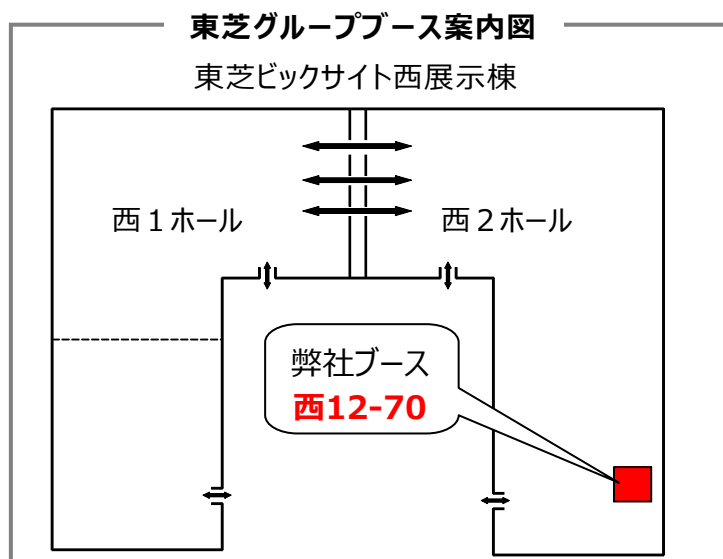 東芝グループブース案内図
東芝ビックサイト西展示棟
西１ホール
西２ホール
弊社ブース
西12-70